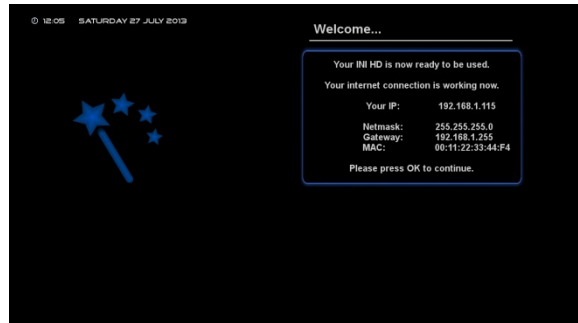 12:05 SATURDAY 27 JULY 2013
Welcome...
Your INI HD is now ready to be used.
Your internet connection is working now.
Your IP: 192.168.1.115
Netmask: 255.255.255.0
Gateway: 192.168.1.255
MAC: 00:11:22:33:44:F4
Please press OK to continue.